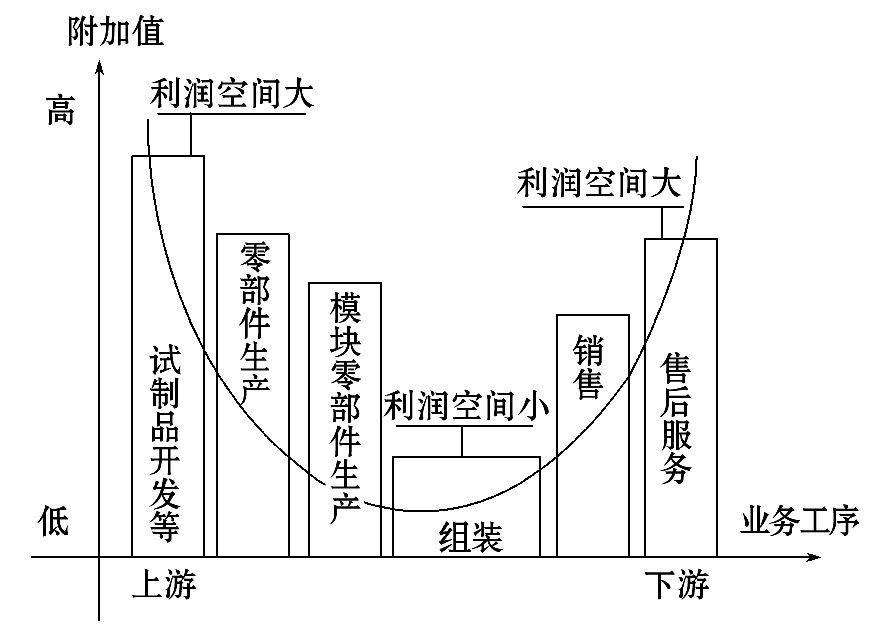 附加值
高
利润空间大
利润空间大
零部件生产
模块零部件生产
试制品开发等
利润空间小
销售
售后服务
低
组装
业务工序
上游
下游